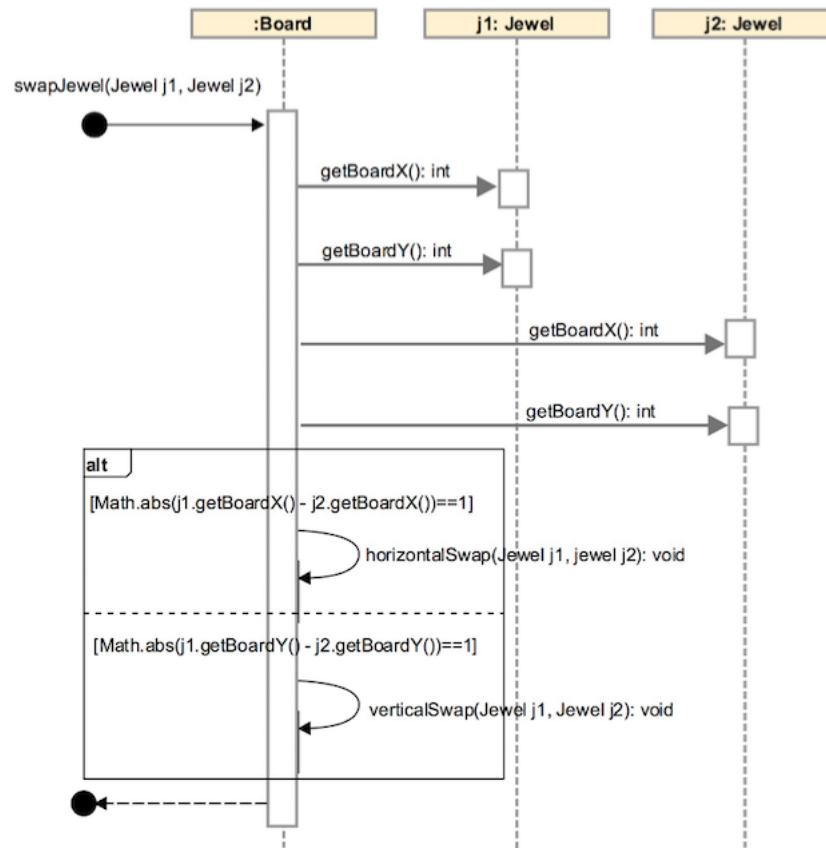 :Board
j1: Jewel
j2: Jewel
swapJewel(Jewel j1, Jewel j2)
getBoardX(): int
getBoardY(): int
getBoardX(): int
getBoardY(): int
alt
[Math.abs(j1.getBoardX() - j2.getBoardX())==1]
horizontalSwap(Jewel j1, jewel j2): void
[Math.abs(j1.getBoardY() - j2.getBoardY())==1]
verticalSwap(Jewel j1, Jewel j2): void